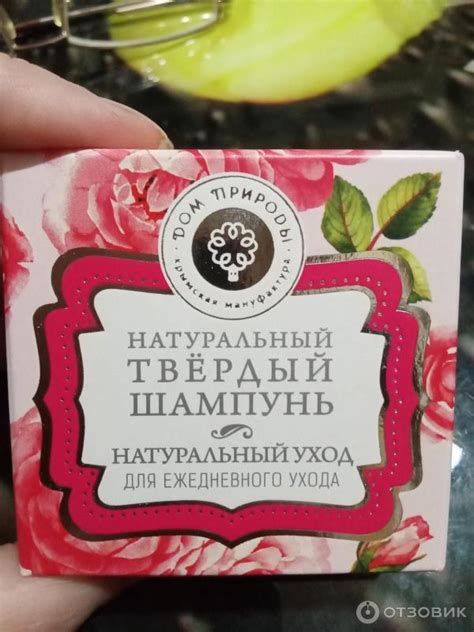 ДОМ ПРИРОДЫ
крымская мануфактура
НАТУРАЛЬНЫЙ
ТВЁРДЫЙ
ШАМПУНЬ
НАТУРАЛЬНЫЙ УХОД
ДЛЯ ЕЖЕДНЕВНОГО УХОДА
ОТЗОВИК